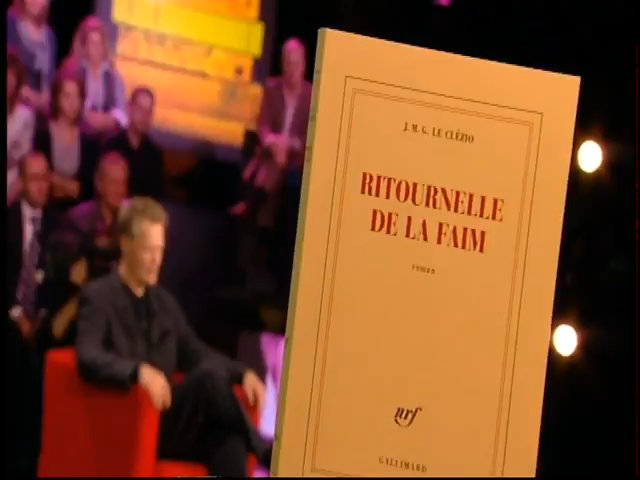 J. M. G. LE CLÉZIO
RITOURNELLE
DE LA FAIM
roman
nrf
GALLIMARD